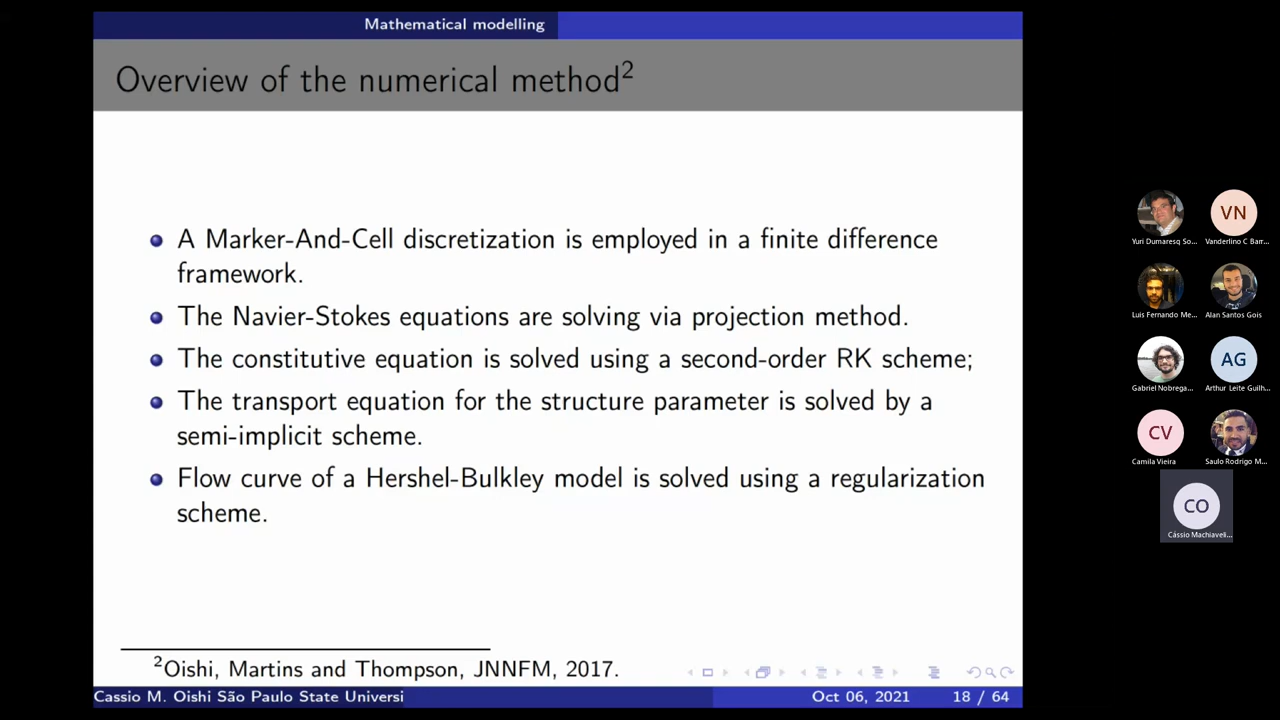 Mathematical modelling
Overview of the numerical method²
A Marker-And-Cell discretization is employed in a finite difference
framework.
The Navier-Stokes equations are solving via projection method.
The constitutive equation is solved using a second-order RK scheme;
The transport equation for the structure parameter is solved by a
semi-implicit scheme.
Flow curve of a Hershel-Bulkley model is solved using a regularization
scheme.
²Oishi, Martins and Thompson, JNNFM, 2017.
Cassio M. Oishi São Paulo State Universi
Oct 06, 2021
18 / 64
VN
Yuri Dumaresq So...
Vanderlino C Barr...
Luis Fernando Me...
Alan Santos Gois
AG
Gabriel Nobrega...
Arthur Leite Guilh...
CV
Camila Vieira
Saulo Rodrigo M...
CO
Cássio Machiaveli...